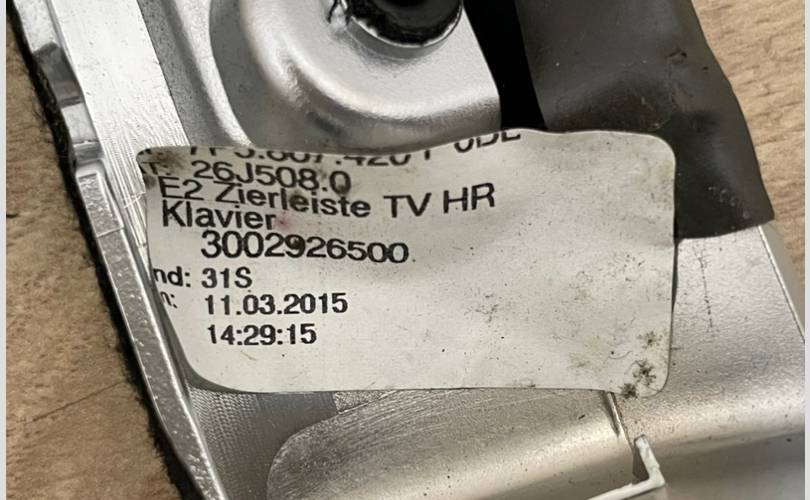 26J508.0
E2 Zierleiste TV HR
Klavier
3002926500
nd: 31S
n: 11.03.2015
14:29:15